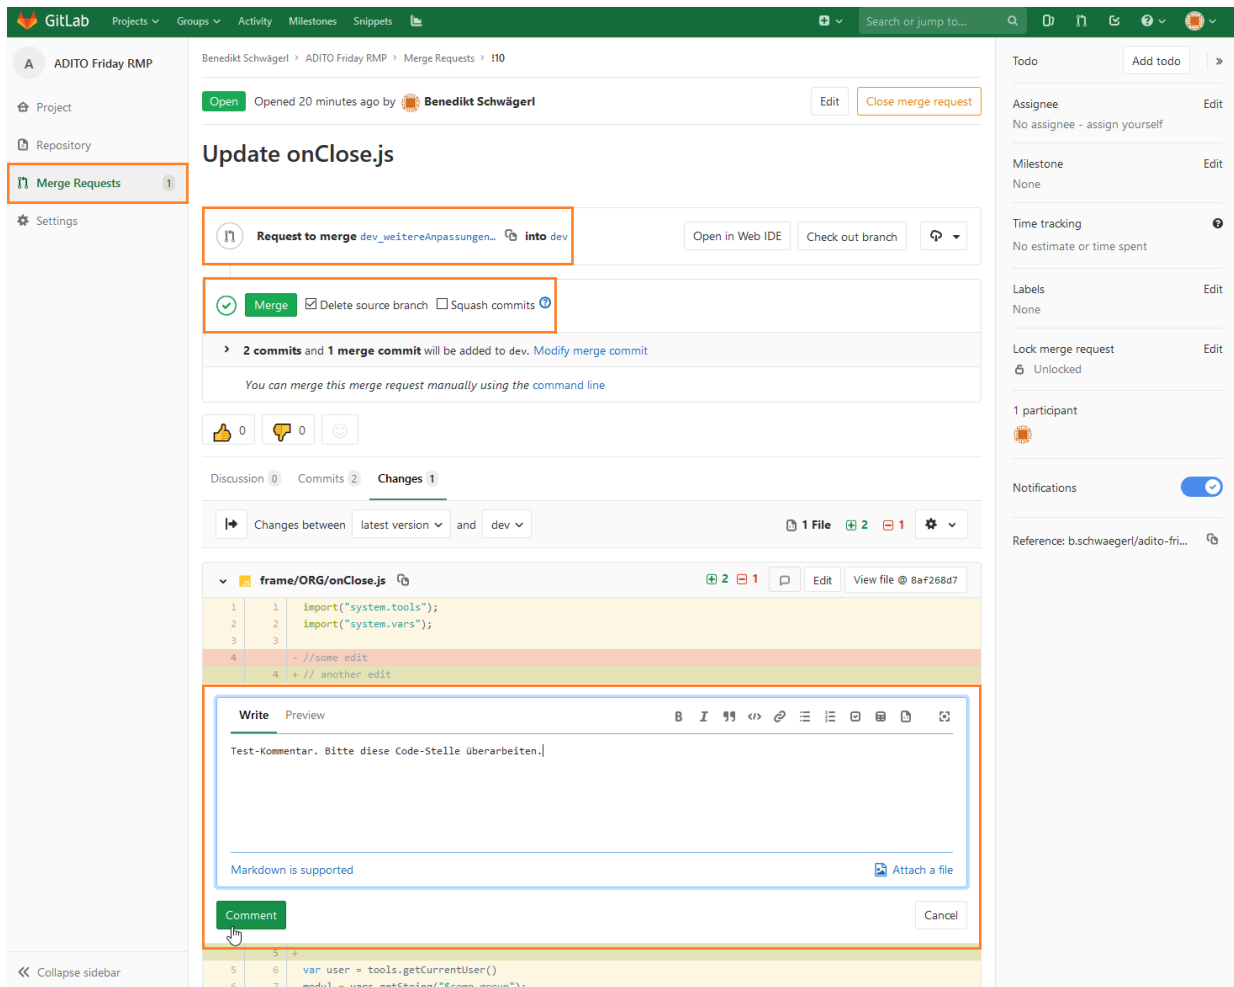 GitLab Projects Groups Activity Milestones Snippets Search or jump to...
A ADITO Friday RMP
Project
Repository
Merge Requests 1
Settings
Collapse sidebar
Benedikt Schwägerl > ADITO Friday RMP > Merge Requests > !10
Open Opened 20 minutes ago by Benedikt Schwägerl Edit Close merge request
Update onClose.js
Request to merge dev_weitereAnpassungen… into dev Open in Web IDE Check out branch
Merge Delete source branch Squash commits
2 commits and 1 merge commit will be added to dev. Modify merge commit
You can merge this merge request manually using the command line
0 0
Discussion 0 Commits 2 Changes 1
Changes between latest version and dev 1 File 2 1
frame/ORG/onClose.js 2 1 Edit View file @ 8af268d7
1 1 import("system.tools");
2 2 import("system.vars");
3 3
4 - //some edit
4 + // another edit
Write Preview
Test-Kommentar. Bitte diese Code-Stelle überarbeiten.
Markdown is supported Attach a file
Comment Cancel
5 +
5 6 var user = tools.getCurrentUser()
6 7 modul = vars.getString("$comp.group");
Todo Add todo »
Assignee Edit
No assignee - assign yourself
Milestone Edit
None
Time tracking
No estimate or time spent
Labels Edit
None
Lock merge request Edit
Unlocked
1 participant
Notifications
Reference: b.schwaegerl/adito-fri...